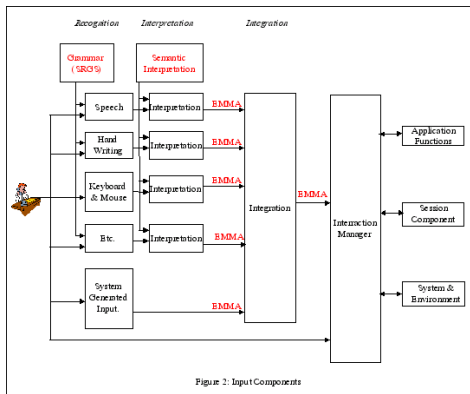 Recognition Interpretation Integration
Grammar
(SRGS)
Semantic
Interpretation
Speech
Interpretation
EMMA
Hand
Writing
Interpretation
EMMA
Keyboard
& Mouse
Interpretation
EMMA
Etc.
Interpretation
EMMA
System
Generated
Input.
EMMA
Integration
EMMA
Interaction
Manager
Application
Functions
Session
Component
System &
Environment
Figure 2: Input Components